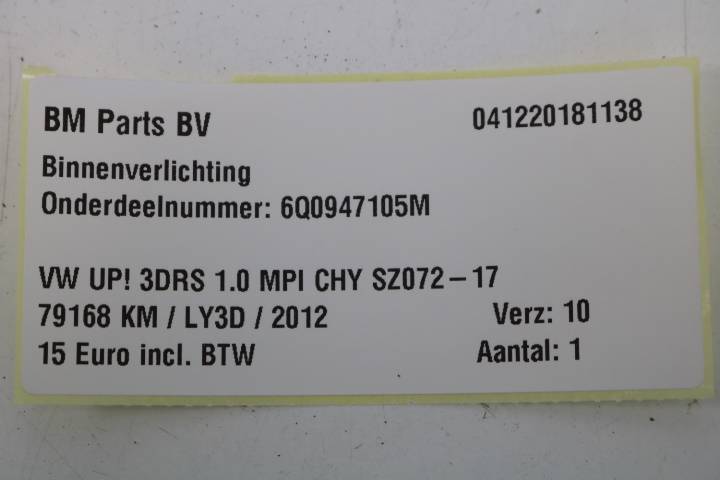 BM Parts BV 041220181138
Binnenverlichting
Onderdeelnummer: 6Q0947105M
VW UP! 3DRS 1.0 MPI CHY SZ072-17
79168 KM / LY3D / 2012 Verz: 10
15 Euro incl. BTW Aantal: 1